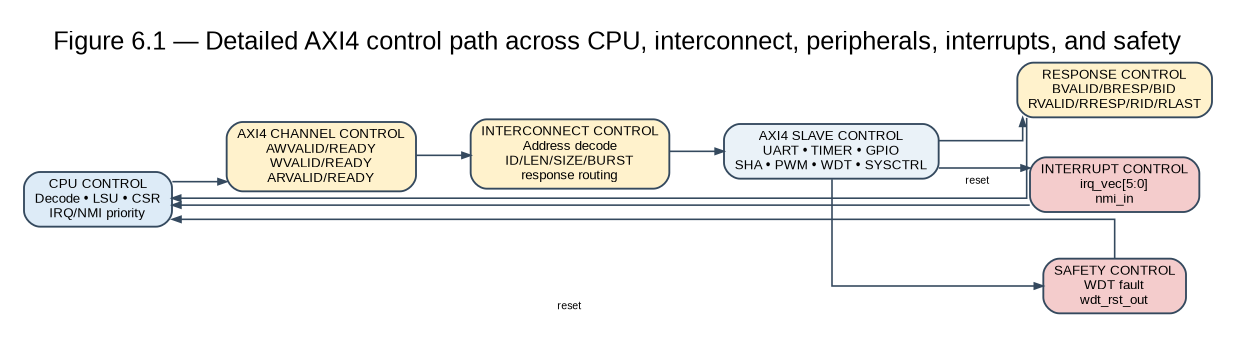 Figure 6.1 — Detailed AXI4 control path across CPU, interconnect, peripherals, interrupts, and safety
RESPONSE CONTROL
BVALID/BRESP/BID
RVALID/RRESP/RID/RLAST
AXI4 CHANNEL CONTROL
AWVALID/READY
WVALID/READY
ARVALID/READY
INTERCONNECT CONTROL
Address decode
ID/LEN/SIZE/BURST
response routing
AXI4 SLAVE CONTROL
UART • TIMER • GPIO
SHA • PWM • WDT • SYSCTRL
CPU CONTROL
Decode • LSU • CSR
IRQ/NMI priority
reset
INTERRUPT CONTROL
irq_vec[5:0]
nmi_in
SAFETY CONTROL
WDT fault
wdt_rst_out
reset